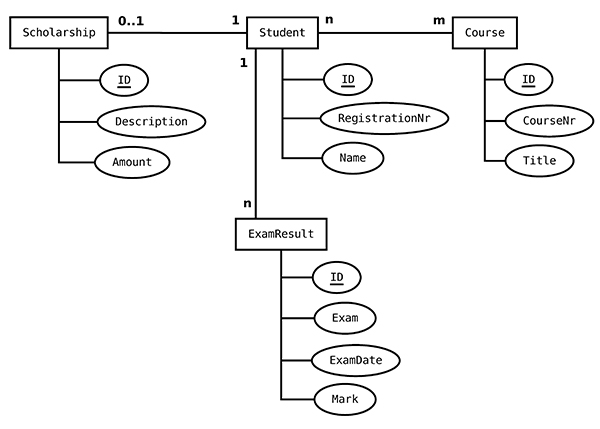 0..1 1 n m
Scholarship Student Course
1
ID ID ID
Description RegistrationNr CourseNr
Amount Name Title
n
ExamResult
ID
Exam
ExamDate
Mark